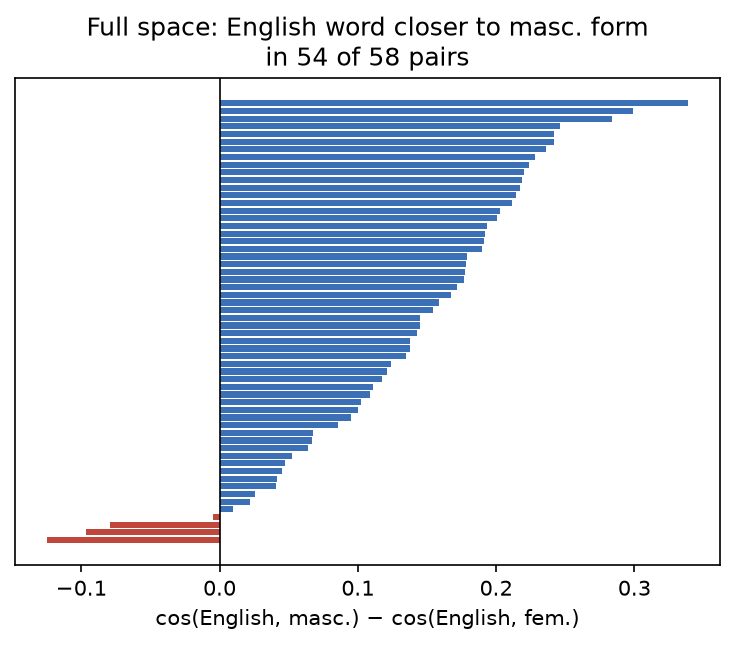 Full space: English word closer to masc. form
in 54 of 58 pairs
−0.1 0.0 0.1 0.2 0.3
cos(English, masc.) − cos(English, fem.)